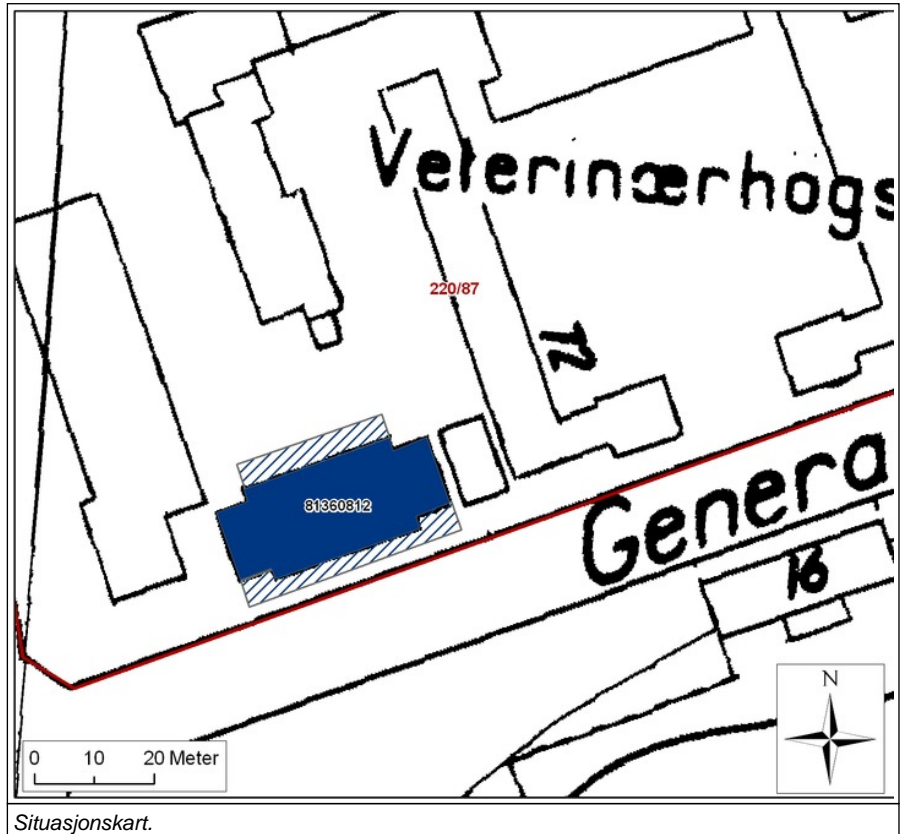 Veterinærhøgs
220/87
72
81360812
Genera
16
N
0 10 20 Meter
Situasjonskart.